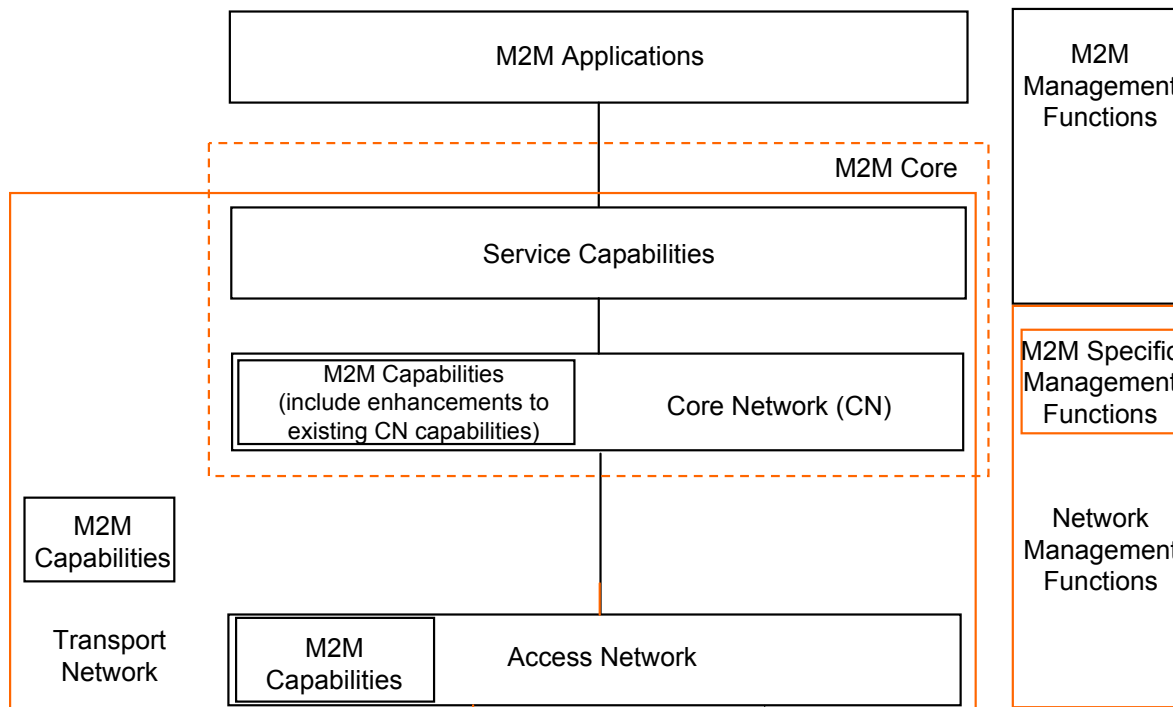 M2M Applications
M2M Core
Service Capabilities
M2M Capabilities
(include enhancements to
existing CN capabilities)
Core Network (CN)
M2M
Capabilities
Transport
Network
M2M
Capabilities
Access Network
M2M
Management
Functions
M2M Specific
Management
Functions
Network
Management
Functions